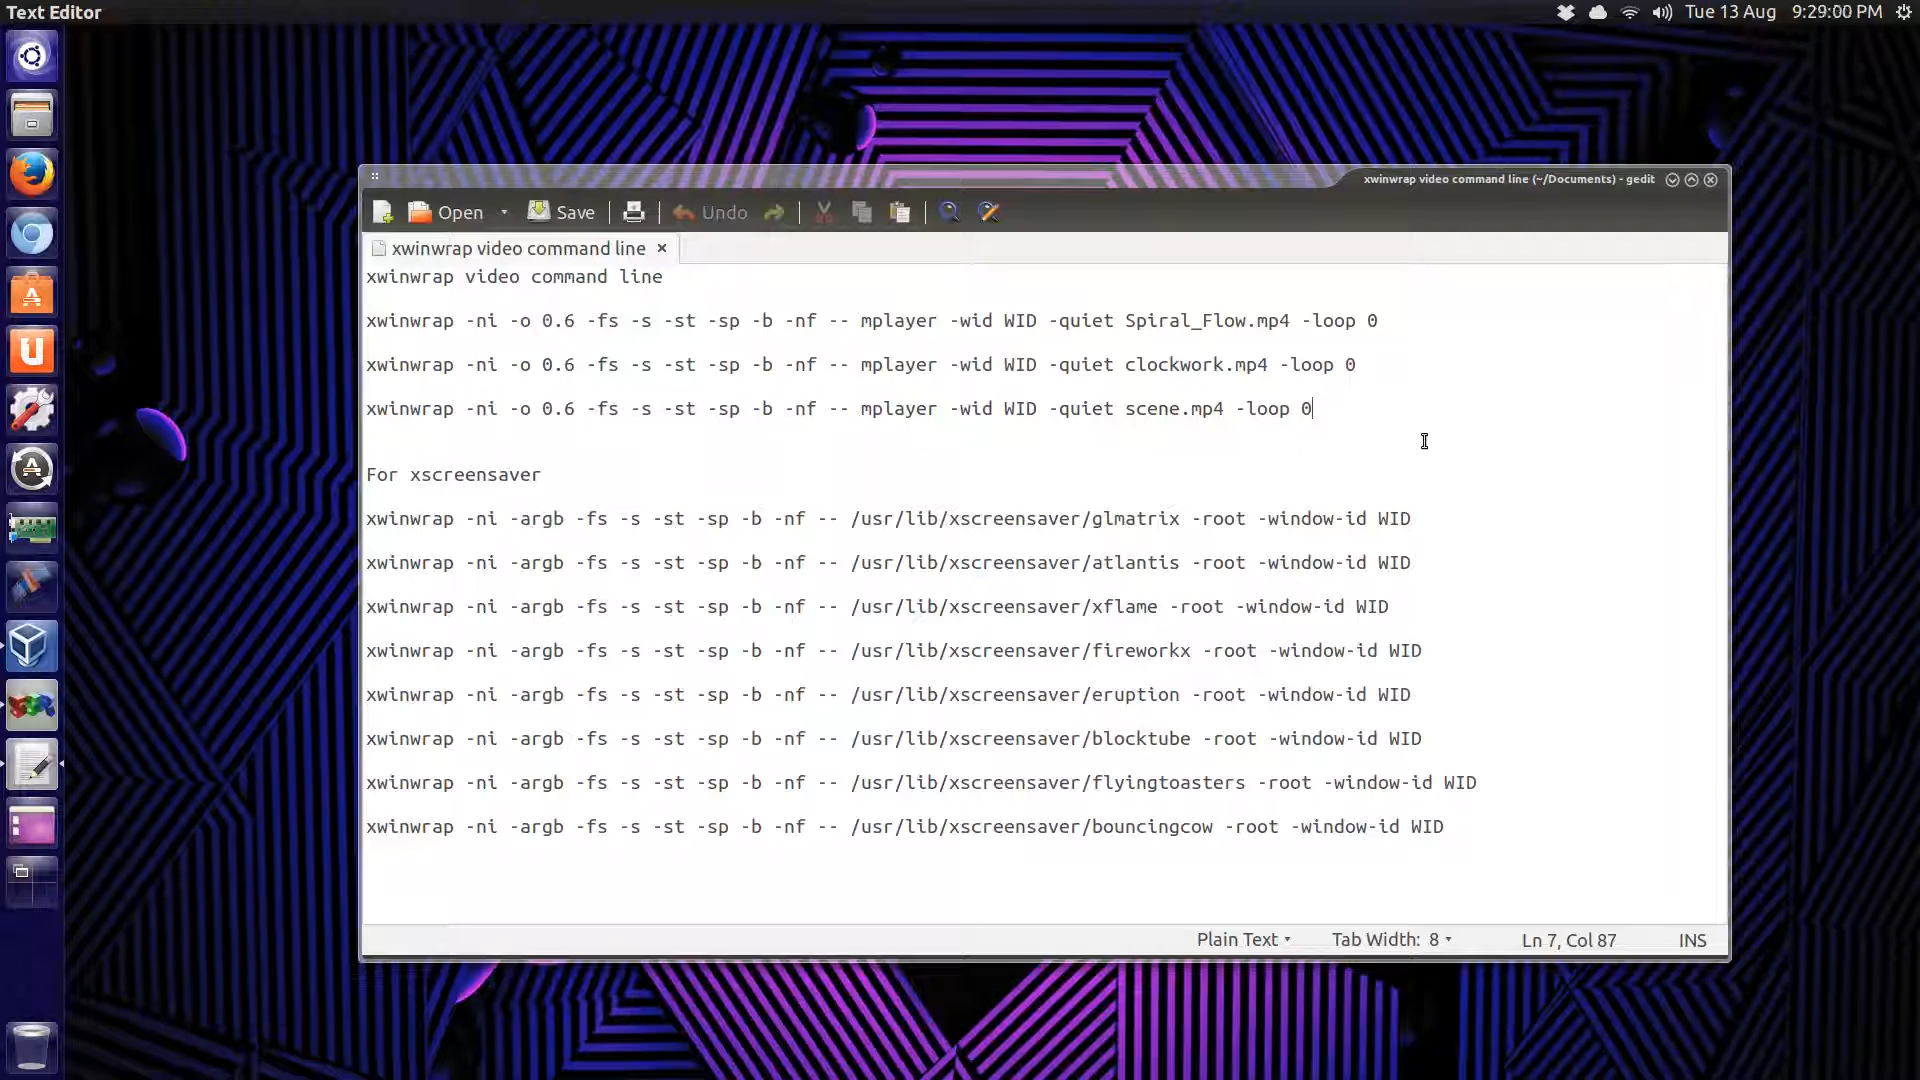 Text Editor
Tue 13 Aug 9:29:00 PM
xwinwrap video command line (~/Documents) - gedit
Open Save Undo
xwinwrap video command line ×
xwinwrap video command line
xwinwrap -ni -o 0.6 -fs -s -st -sp -b -nf -- mplayer -wid WID -quiet Spiral_Flow.mp4 -loop 0
xwinwrap -ni -o 0.6 -fs -s -st -sp -b -nf -- mplayer -wid WID -quiet clockwork.mp4 -loop 0
xwinwrap -ni -o 0.6 -fs -s -st -sp -b -nf -- mplayer -wid WID -quiet scene.mp4 -loop 0
For xscreensaver
xwinwrap -ni -argb -fs -s -st -sp -b -nf -- /usr/lib/xscreensaver/glmatrix -root -window-id WID
xwinwrap -ni -argb -fs -s -st -sp -b -nf -- /usr/lib/xscreensaver/atlantis -root -window-id WID
xwinwrap -ni -argb -fs -s -st -sp -b -nf -- /usr/lib/xscreensaver/xflame -root -window-id WID
xwinwrap -ni -argb -fs -s -st -sp -b -nf -- /usr/lib/xscreensaver/fireworkx -root -window-id WID
xwinwrap -ni -argb -fs -s -st -sp -b -nf -- /usr/lib/xscreensaver/eruption -root -window-id WID
xwinwrap -ni -argb -fs -s -st -sp -b -nf -- /usr/lib/xscreensaver/blocktube -root -window-id WID
xwinwrap -ni -argb -fs -s -st -sp -b -nf -- /usr/lib/xscreensaver/flyingtoasters -root -window-id WID
xwinwrap -ni -argb -fs -s -st -sp -b -nf -- /usr/lib/xscreensaver/bouncingcow -root -window-id WID
Plain Text Tab Width: 8 Ln 7, Col 87 INS